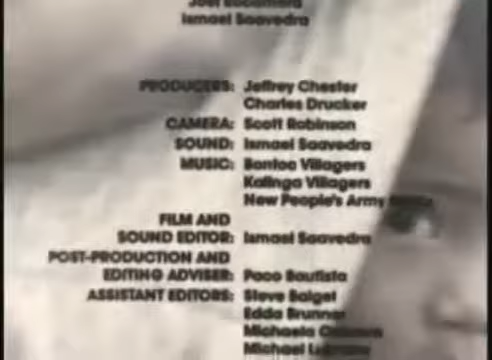 Ismael Saavedra
PRODUCERS: Jeffrey Chester
Charles Drucker
CAMERA: Scott Robinson
SOUND: Ismael Saavedra
MUSIC: Bontoc Villagers
Kalinga Villagers
New People's Army
FILM AND
SOUND EDITOR: Ismael Saavedra
POST-PRODUCTION AND
EDITING ADVISER: Paco Bautista
ASSISTANT EDITORS: Steve Baigel
Edda Brunner
Michaela
Michael